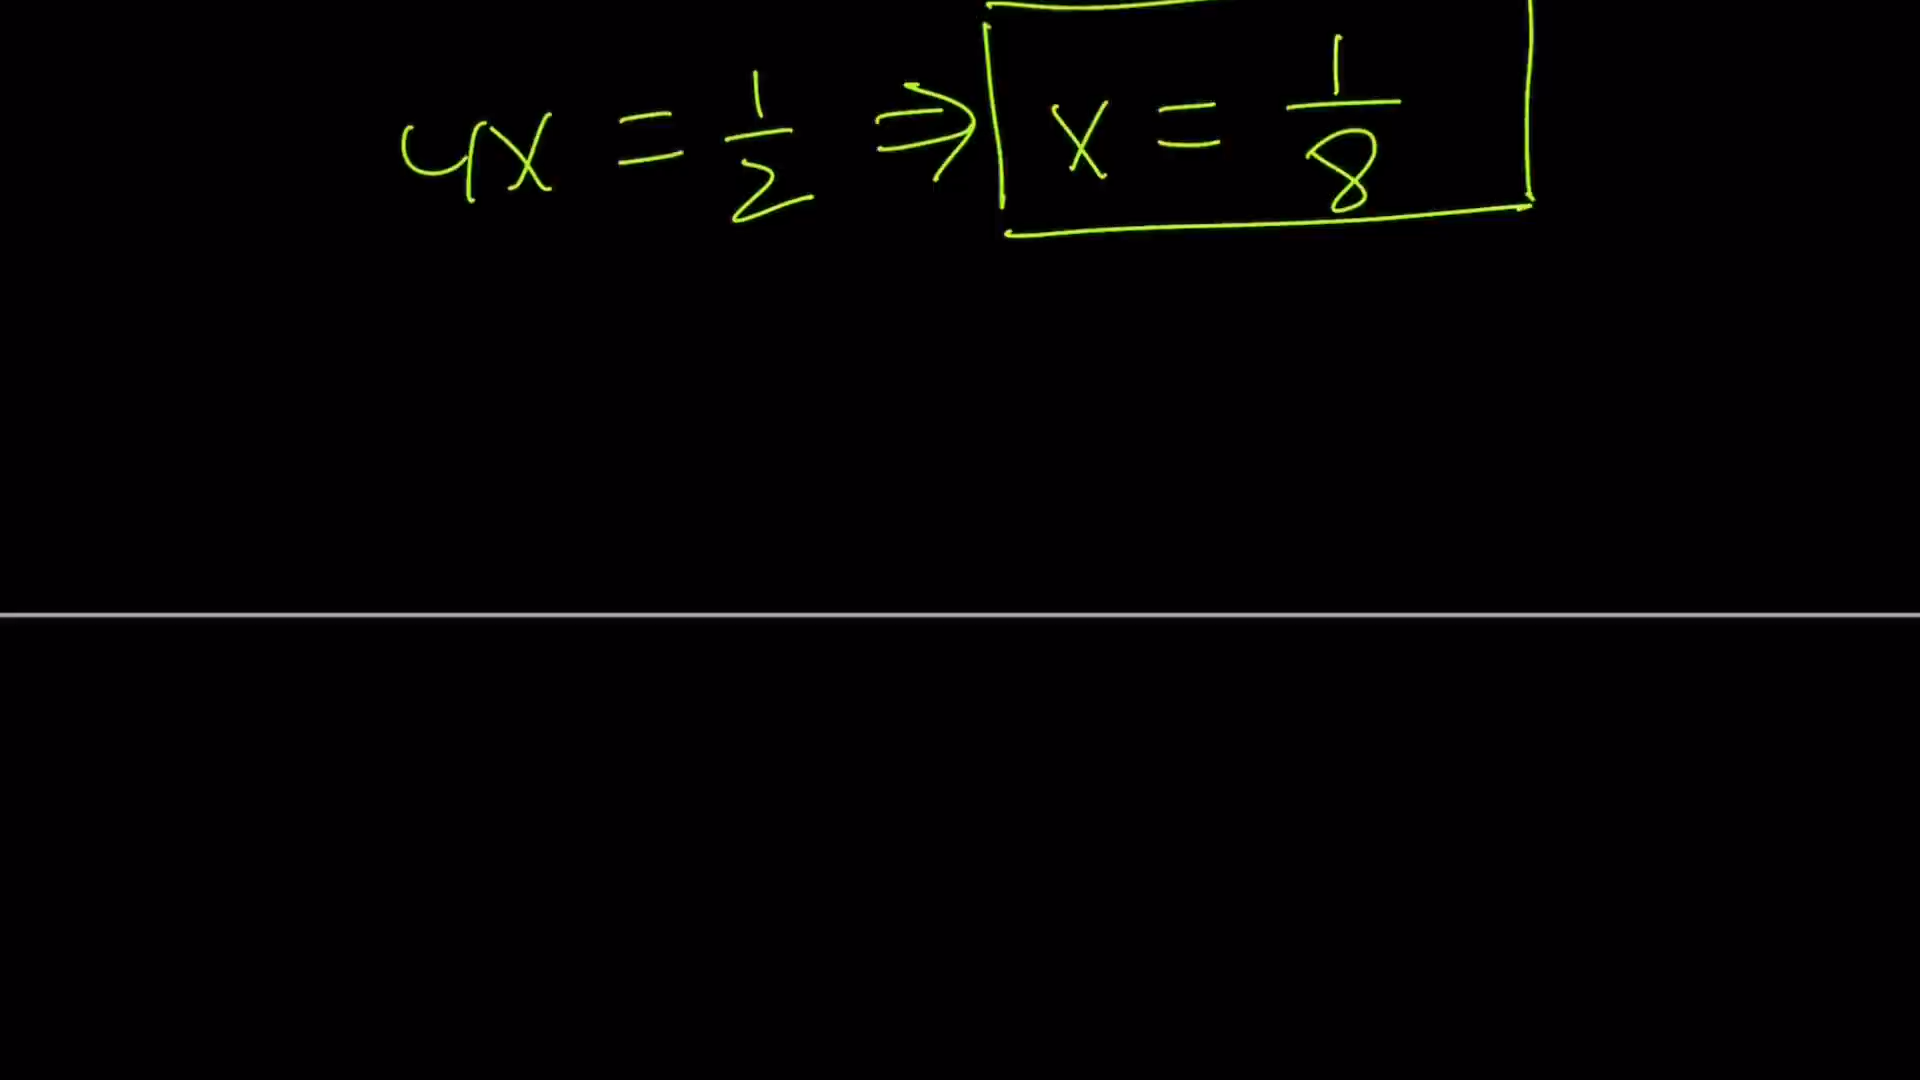 4x = 1/2 ⇒ x = 1/8